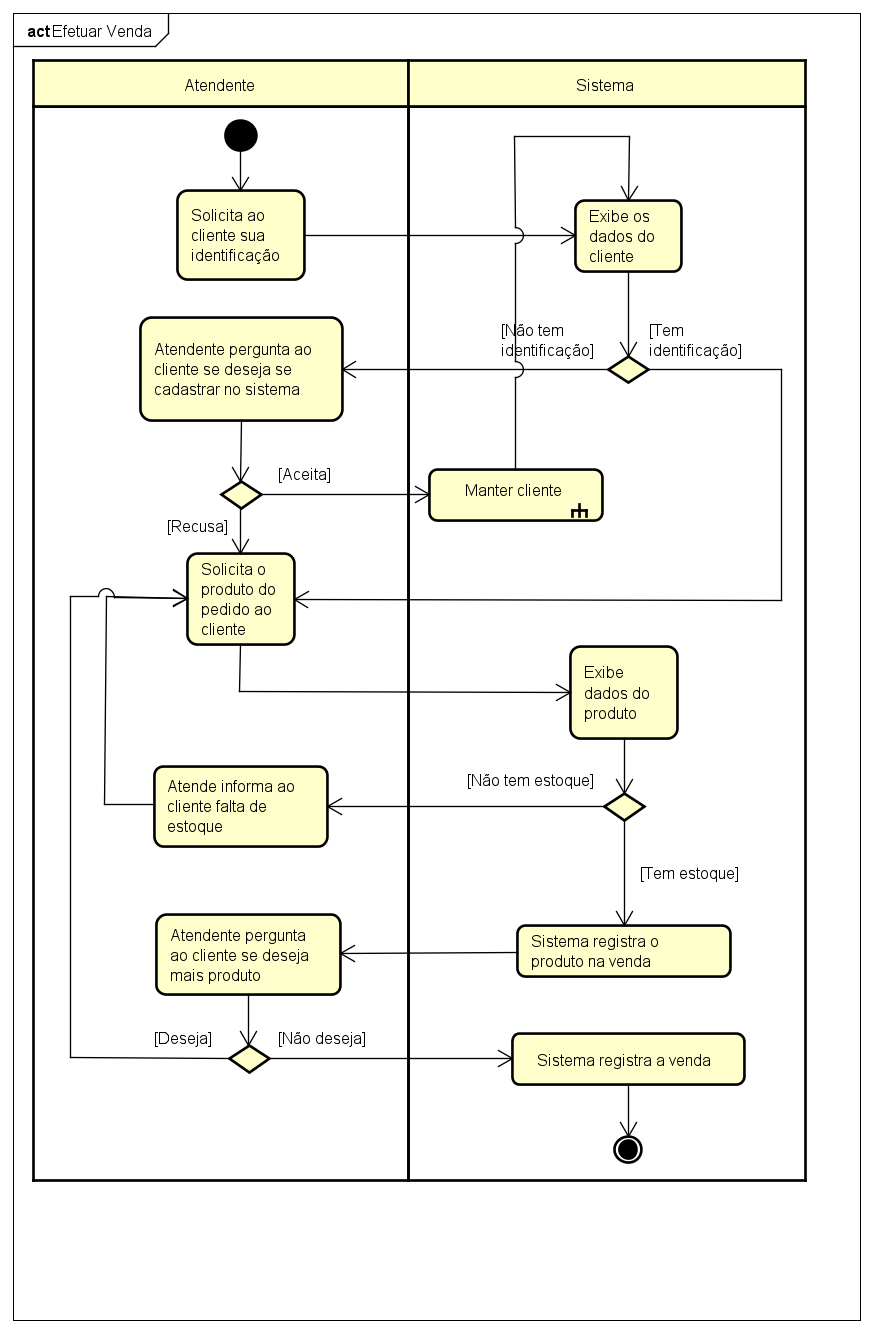 act Efetuar Venda
Atendente
Sistema
Solicita ao
cliente sua
identificação
Exibe os
dados do
cliente
[Não tem
identificação]
[Tem
identificação]
Atendente pergunta ao
cliente se deseja se
cadastrar no sistema
[Aceita]
Manter cliente
[Recusa]
Solicita o
produto do
pedido ao
cliente
Exibe
dados do
produto
[Não tem estoque]
Atende informa ao
cliente falta de
estoque
[Tem estoque]
Sistema registra o
produto na venda
Atendente pergunta
ao cliente se deseja
mais produto
[Deseja]
[Não deseja]
Sistema registra a venda